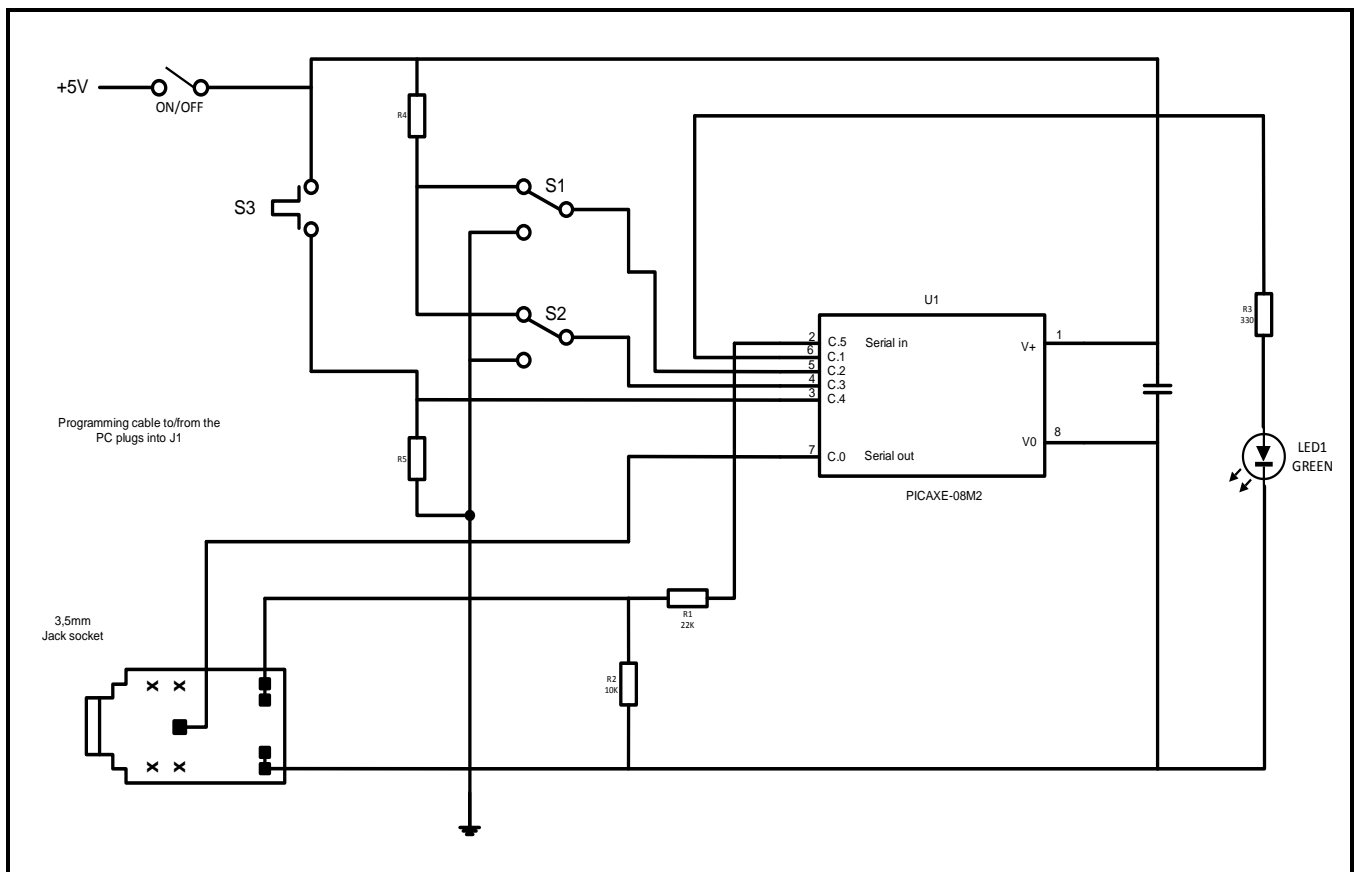 +5V
ON/OFF
R4
S1
S3
S2
U1
R3
330
2
C.5
Serial in
6
C.1
5
C.2
4
C.3
3
C.4
V+
1
Programming cable to/from the
PC plugs into J1
R5
7
C.0
Serial out
V0
8
LED1
GREEN
PICAXE-08M2
R1
22K
3,5mm
Jack socket
R2
10K
X X
X X